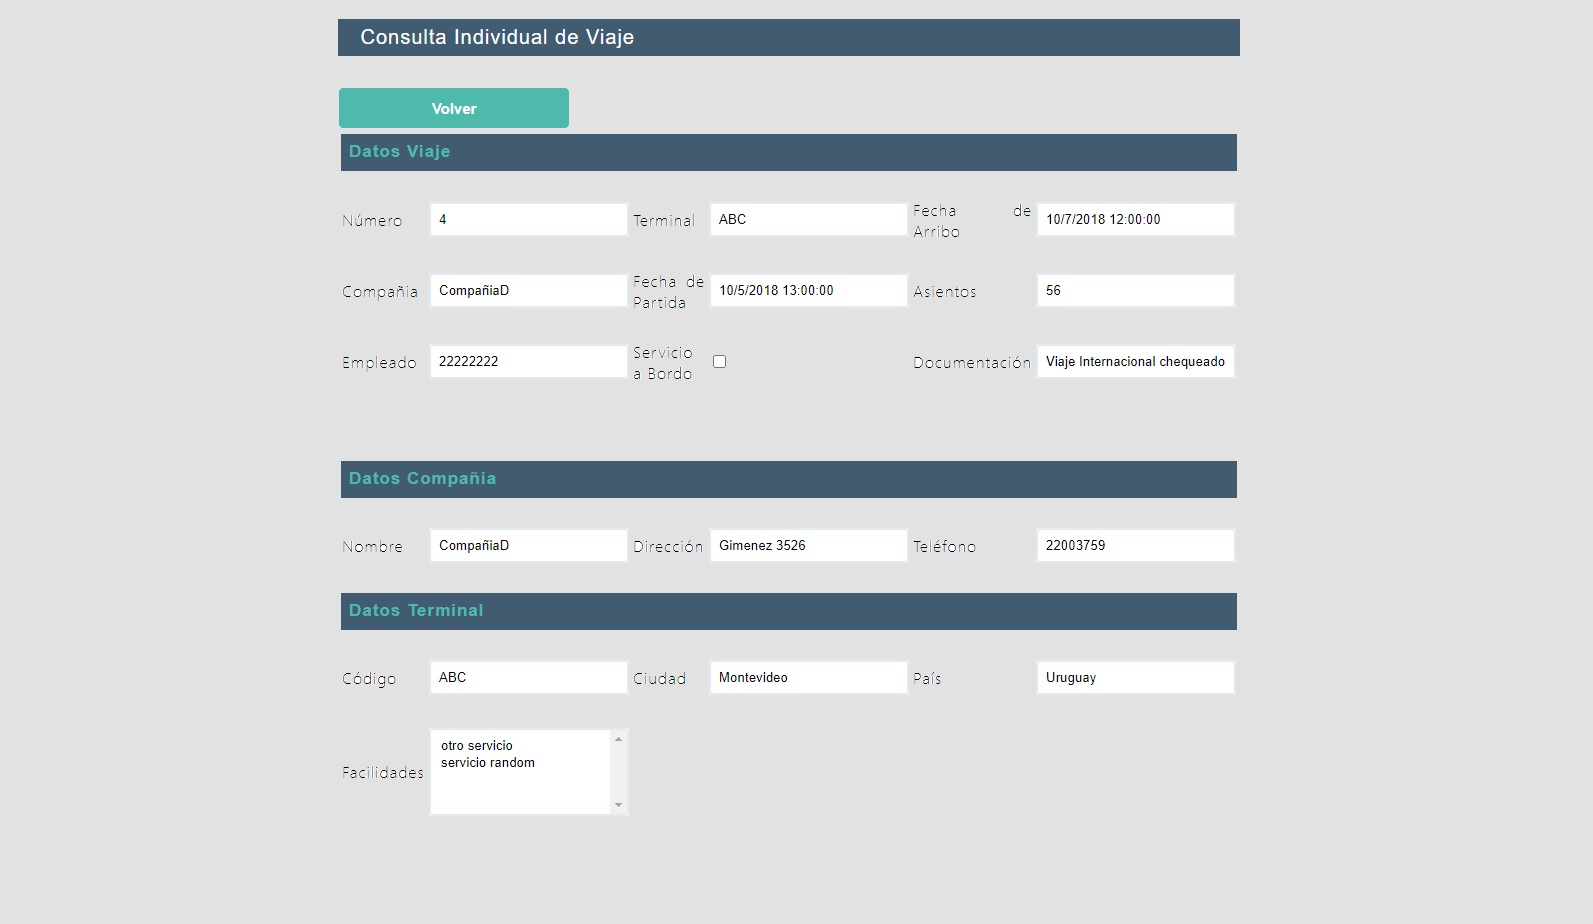 Consulta Individual de Viaje
Volver
Datos Viaje
Número 4 Terminal ABC Fecha de Arribo 10/7/2018 12:00:00
Compañia CompañiaD Fecha de Partida 10/5/2018 13:00:00 Asientos 56
Empleado 22222222 Servicio a Bordo Documentación Viaje Internacional chequeado
Datos Compañia
Nombre CompañiaD Dirección Gimenez 3526 Teléfono 22003759
Datos Terminal
Código ABC Ciudad Montevideo País Uruguay
Facilidades
otro servicio
servicio random